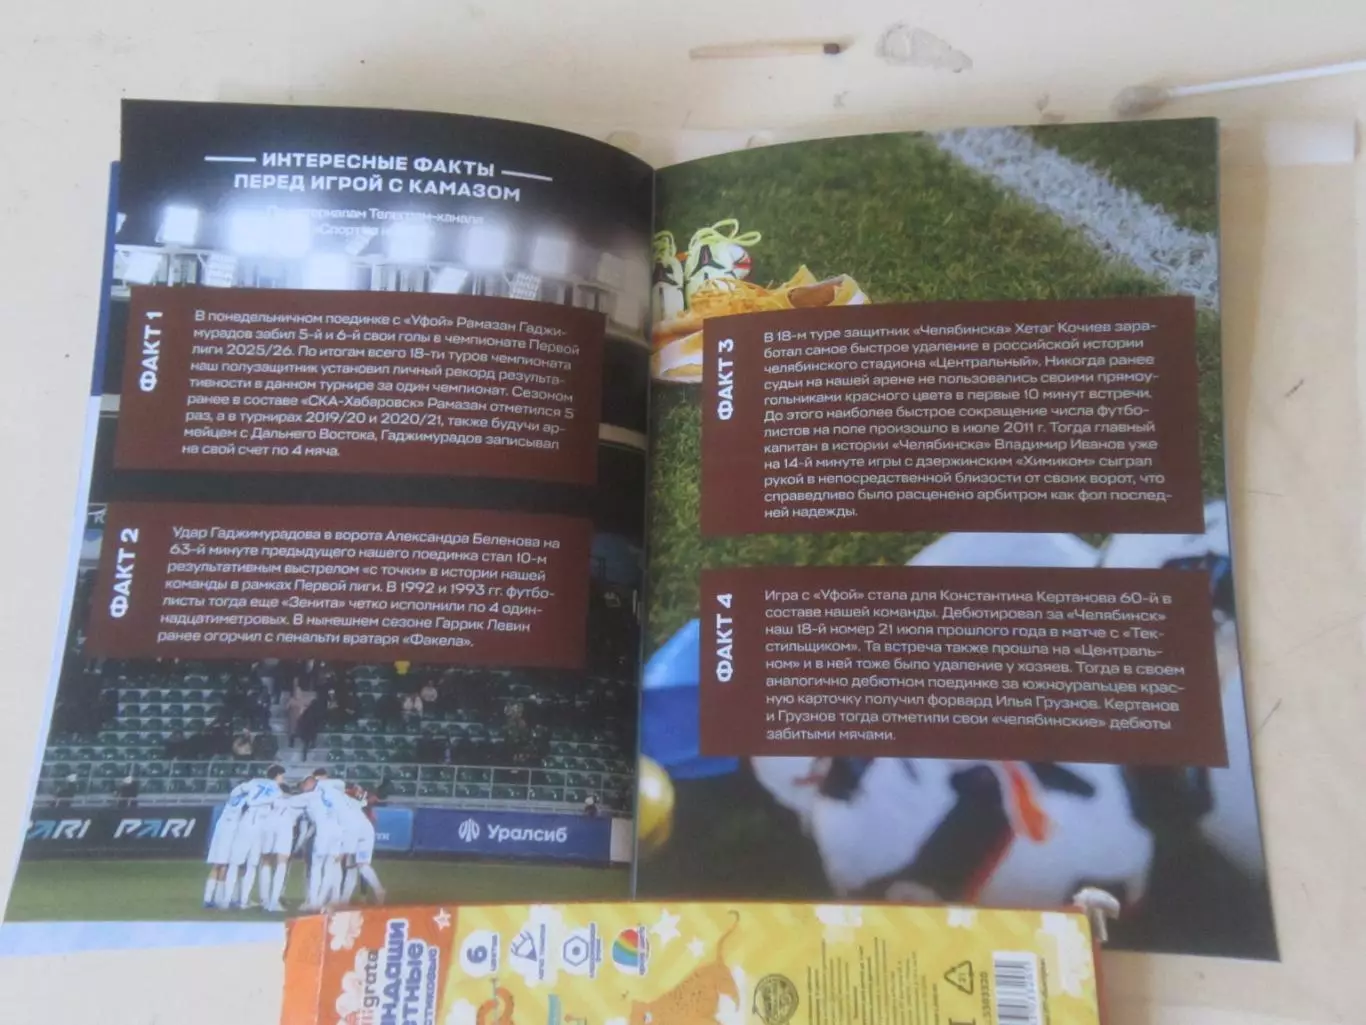 ИНТЕРЕСНЫЕ ФАКТЫ
ПЕРЕД ИГРОЙ С КАМАЗОМ
Телеграм-канала
ФАКТ 1
В понедельничном поединке с «Уфой» Рамазан Гаджи-
мурадов забил 5-й и 6-й свои голы в чемпионате Первой
лиги 2025/26. По итогам всего 18-ти туров чемпионата
наш полузащитник установил личный рекорд результа-
тивности в данном турнире за один чемпионат. Сезоном
ранее в составе «СКА-Хабаровск» Рамазан отметился 5
раз, а в турнирах 2019/20 и 2020/21, также будучи ар-
мейцем с Дальнего Востока, Гаджимурадов записывал
на свой счет по 4 мяча.
ФАКТ 2
Удар Гаджимурадова в ворота Александра Беленова на
63-й минуте предыдущего нашего поединка стал 10-м
результативным выстрелом «с точки» в истории нашей
команды в рамках Первой лиги. В 1992 и 1993 гг. футбо-
листы тогда еще «Зенита» четко исполнили по 4 один-
надцатиметровых. В нынешнем сезоне Гаррик Левин
ранее огорчил с пенальти вратаря «Факела».
75
6
PARI
PARI
Уралсиб
ФАКТ 3
В 18-м туре защитник «Челябинска» Хетаг Кочиев зара-
ботал самое быстрое удаление в российской истории
челябинского стадиона «Центральный». Никогда ранее
судьи на нашей арене не пользовались своими прямоу-
гольниками красного цвета в первые 10 минут встречи.
До этого наиболее быстрое сокращение числа футбо-
листов на поле произошло в июле 2011 г. Тогда главный
капитан в истории «Челябинска» Владимир Иванов уже
на 14-й минуте игры с дзержинским «Химиком» сыграл
рукой в непосредственной близости от своих ворот, что
справедливо было расценено арбитром как фол послед-
ней надежды.
ФАКТ 4
Игра с «Уфой» стала для Константина Кертанова 60-й в
составе нашей команды. Дебютировал за «Челябинск»
наш 18-й номер 21 июля прошлого года в матче с «Тек-
стильщиком». Та встреча также прошла на «Централь-
ном» и в ней тоже было удаление у хозяев. Тогда в своем
аналогично дебютном поединке за южноуральцев крас-
ную карточку получил форвард Илья Грузнов. Кертанов
и Грузнов тогда отметили свои «челябинские» дебюты
забитыми мячами.
6